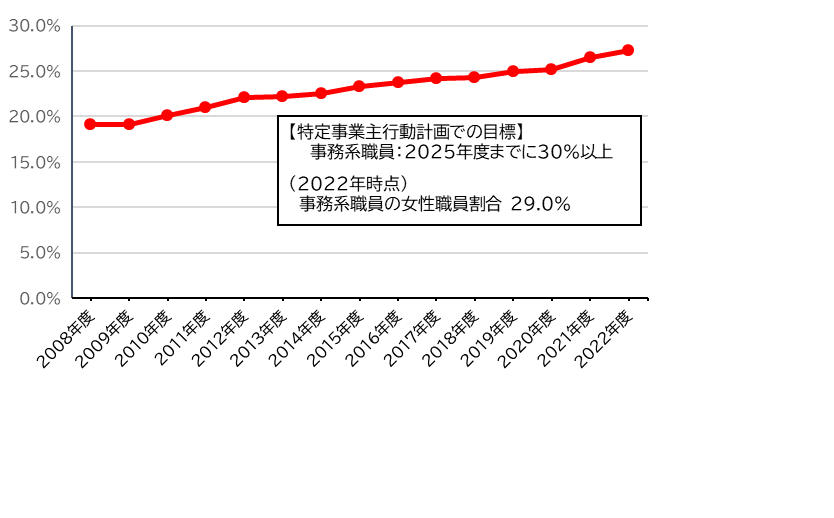 30.0%
25.0%
20.0%
15.0%
10.0%
5.0%
0.0%
【特定事業主行動計画での目標】
事務系職員：2025年度までに30%以上
（2022年時点）
事務系職員の女性職員割合 29.0%
2008年度
2009年度
2010年度
2011年度
2012年度
2013年度
2014年度
2015年度
2016年度
2017年度
2018年度
2019年度
2020年度
2021年度
2022年度